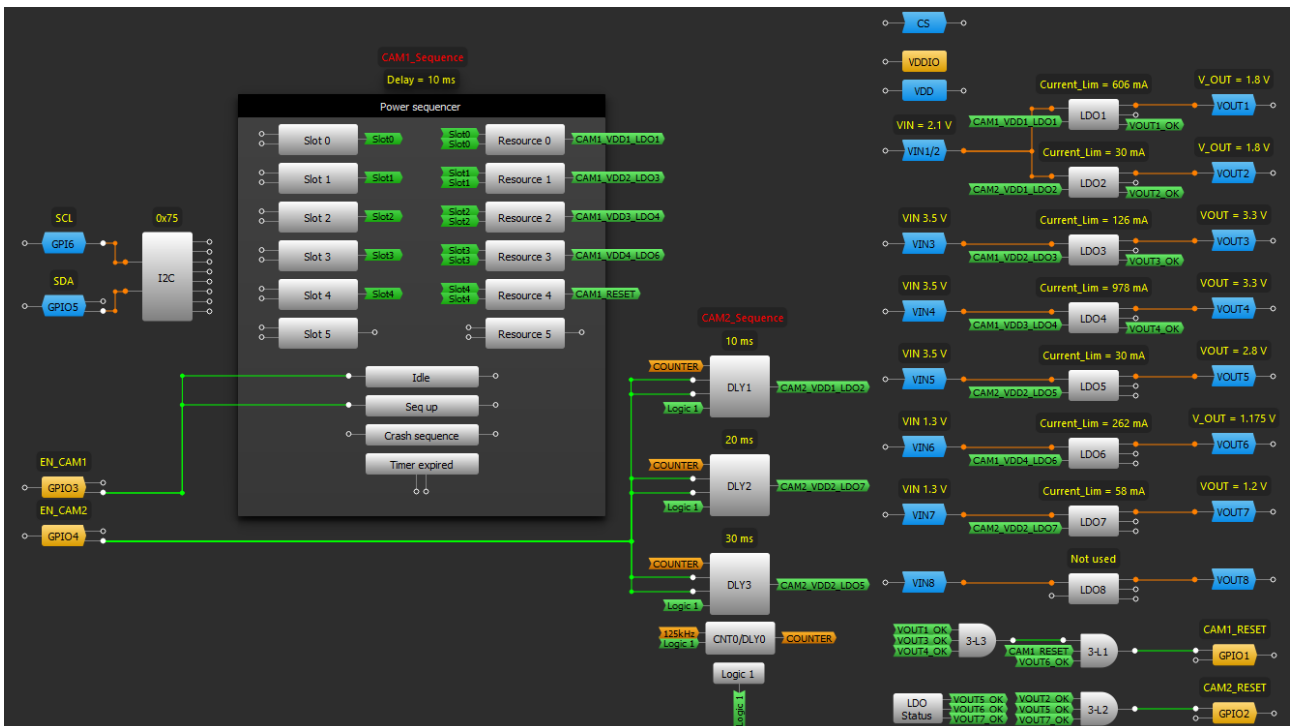 CAM1_Sequence
Delay = 10 ms
Power sequencer
Slot 0
Slot0
Slot0
Slot0
Resource 0
CAM1_VDD1_LDO1
Slot 1
Slot1
Slot1
Slot1
Resource 1
CAM1_VDD2_LDO3
Slot 2
Slot2
Slot2
Slot2
Resource 2
CAM1_VDD3_LDO4
Slot 3
Slot3
Slot3
Slot3
Resource 3
CAM1_VDD4_LDO6
Slot 4
Slot4
Slot4
Slot4
Resource 4
CAM1_RESET
Slot 5
Resource 5
Idle
Seq up
Crash sequence
Timer expired
SCL
GPI6
SDA
GPIO5
0x75
I2C
EN_CAM1
GPIO3
EN_CAM2
GPIO4
CAM2_Sequence
10 ms
COUNTER
Logic 1
DLY1
CAM2_VDD1_LDO2
20 ms
COUNTER
Logic 1
DLY2
CAM2_VDD2_LDO7
30 ms
COUNTER
Logic 1
DLY3
CAM2_VDD2_LDO5
125kHz
Logic 1
CNT0/DLY0
COUNTER
Logic 1
Logic 1
CS
VDDIO
VDD
VIN = 2.1 V
VIN1/2
Current_Lim = 606 mA
CAM1_VDD1_LDO1
LDO1
VOUT1_OK
V_OUT = 1.8 V
VOUT1
Current_Lim = 30 mA
CAM2_VDD1_LDO2
LDO2
VOUT2_OK
V_OUT = 1.8 V
VOUT2
VIN 3.5 V
VIN3
Current_Lim = 126 mA
CAM1_VDD2_LDO3
LDO3
VOUT3_OK
VOUT = 3.3 V
VOUT3
VIN 3.5 V
VIN4
Current_Lim = 978 mA
CAM1_VDD3_LDO4
LDO4
VOUT4_OK
VOUT = 3.3 V
VOUT4
VIN 3.5 V
VIN5
Current_Lim = 30 mA
CAM2_VDD2_LDO5
LDO5
VOUT = 2.8 V
VOUT5
VIN 1.3 V
VIN6
Current_Lim = 262 mA
CAM1_VDD4_LDO6
LDO6
V_OUT = 1.175 V
VOUT6
VIN 1.3 V
VIN7
Current_Lim = 58 mA
CAM2_VDD2_LDO7
LDO7
VOUT = 1.2 V
VOUT7
Not used
VIN8
LDO8
VOUT8
VOUT1_OK
VOUT3_OK
VOUT4_OK
3-L3
CAM1_RESET
VOUT6_OK
3-L1
CAM1_RESET
GPIO1
LDO
Status
VOUT5_OK
VOUT6_OK
VOUT7_OK
VOUT2_OK
VOUT5_OK
VOUT7_OK
3-L2
CAM2_RESET
GPIO2